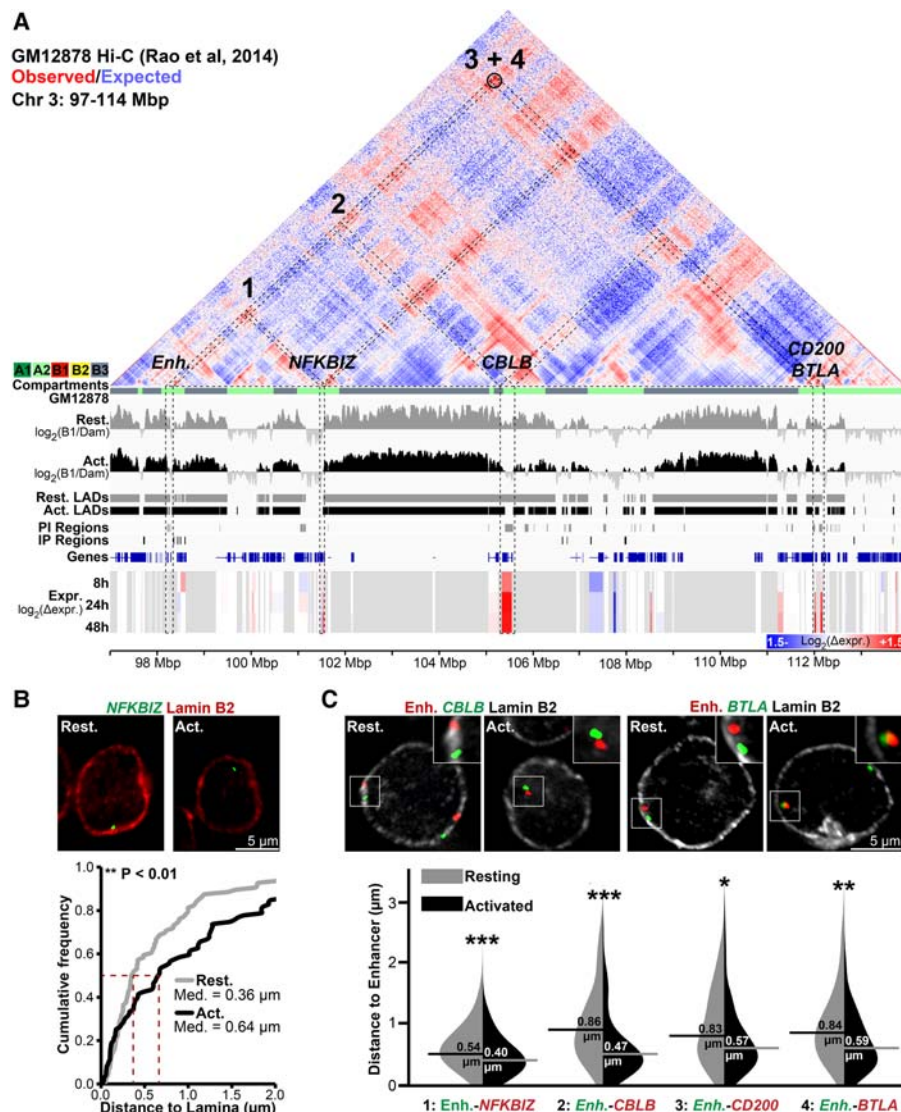 A
GM12878 Hi-C (Rao et al, 2014)
Observed/Expected
Chr 3: 97-114 Mbp
3 + 4
2
1
Enh.
NFKBIZ
CBLB
CD200
BTLA
A1 A2 B1 B2 B3
Compartments
GM12878
Rest.
log2(B1/Dam)
Act.
log2(B1/Dam)
Rest. LADs
Act. LADs
PI Regions
IP Regions
Genes
8h
Expr. 24h
log2(Δexpr.)
48h
1.5- Log2(Δexpr.) +1.5
98 Mbp 100 Mbp 102 Mbp 104 Mbp 106 Mbp 108 Mbp 110 Mbp 112 Mbp
B
NFKBIZ Lamin B2
Rest. Act.
5 µm
** P < 0.01
Cumulative frequency
1.0
0.8
0.6
0.4
0.2
0.0
Rest.
Med. = 0.36 µm
Act.
Med. = 0.64 µm
0.0 0.5 1.0 1.5 2.0
Distance to Lamina (um)
C
Enh. CBLB Lamin B2 Enh. BTLA Lamin B2
Rest. Act. Rest. Act.
5 µm
Distance to Enhancer (µm)
3
2
1
0
Resting
Activated
*** *** * **
0.54 µm 0.40 µm
0.86 µm 0.47 µm
0.83 µm 0.57 µm
0.84 µm 0.59 µm
1: Enh.-NFKBIZ 2: Enh.-CBLB 3: Enh.-CD200 4: Enh.-BTLA